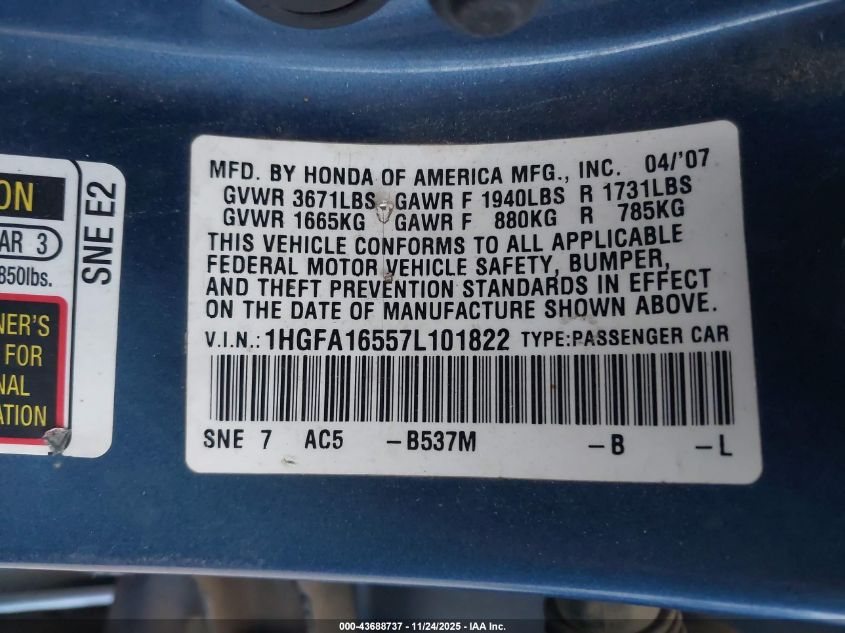 ON
AR 3
850lbs.
NER'S
FOR
NAL
ATION
SNE E2
MFD. BY HONDA OF AMERICA MFG., INC. 04/'07
GVWR 3671LBS GAWR F 1940LBS R 1731LBS
GVWR 1665KG GAWR F 880KG R 785KG
THIS VEHICLE CONFORMS TO ALL APPLICABLE
FEDERAL MOTOR VEHICLE SAFETY, BUMPER,
AND THEFT PREVENTION STANDARDS IN EFFECT
ON THE DATE OF MANUFACTURE SHOWN ABOVE.
V.I.N.: 1HGFA16557L101822 TYPE:PASSENGER CAR
SNE 7 AC5 -B537M -B -L
000-43688737 - 11/24/2025 - IAA Inc.